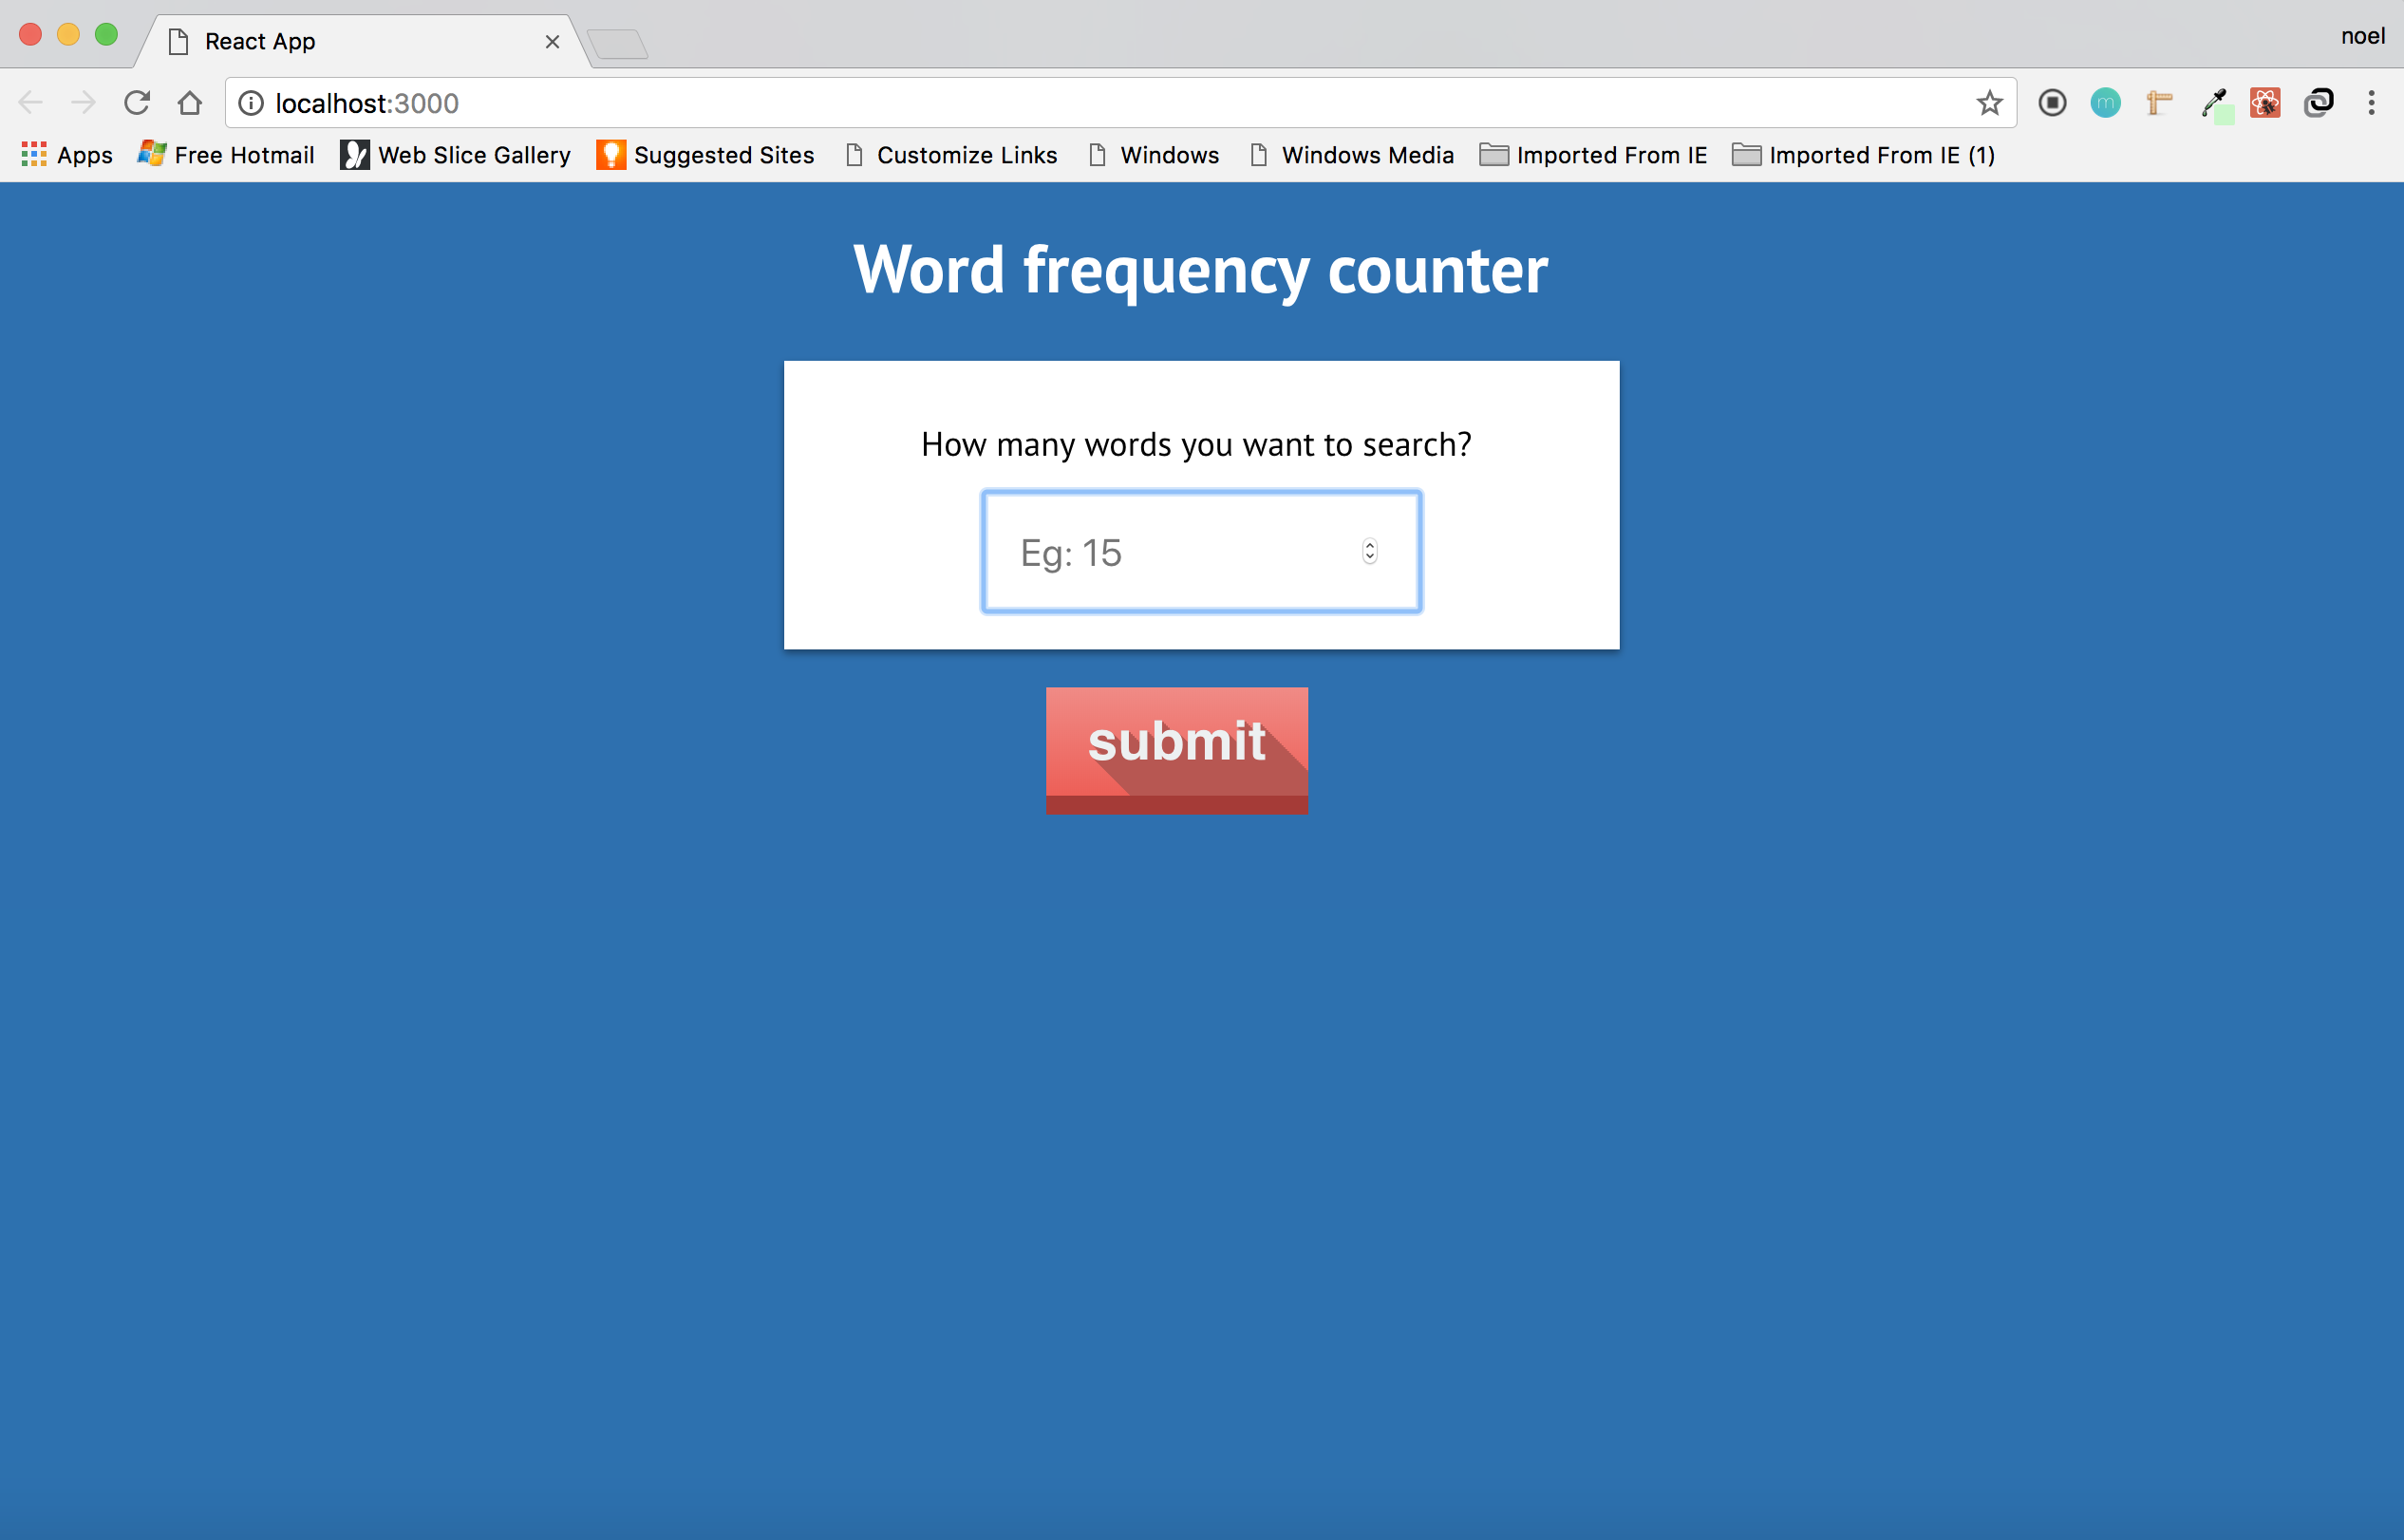 React App
noel
localhost:3000
m
Apps Free Hotmail Web Slice Gallery Suggested Sites Customize Links Windows Windows Media Imported From IE Imported From IE (1)
Word frequency counter
How many words you want to search?
Eg: 15
submit